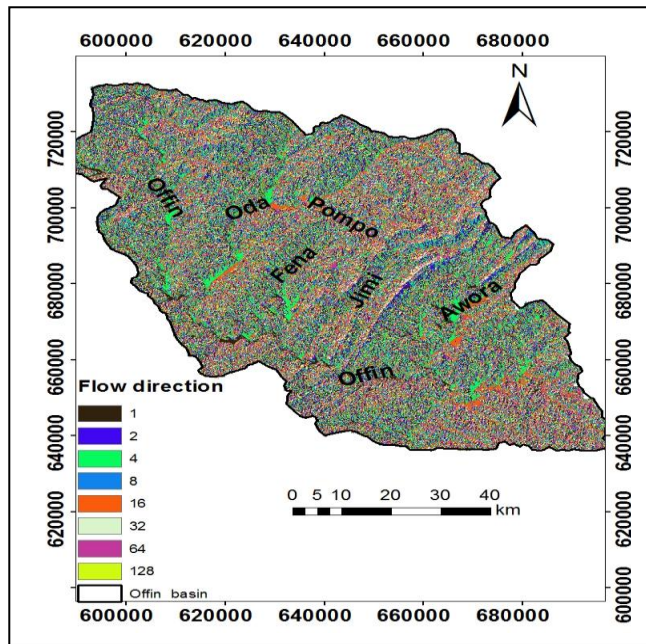 600000 620000 640000 660000 680000
N
720000 720000
Offin
Oda
Pompo
700000 700000
Fena
Jimi
680000 680000
Awora
Offin
660000 660000
Flow direction
1
2
4
8
16
32
64
128
Offin basin
640000 640000
0 5 10 20 30 40
km
620000 620000
600000 600000
600000 620000 640000 660000 680000